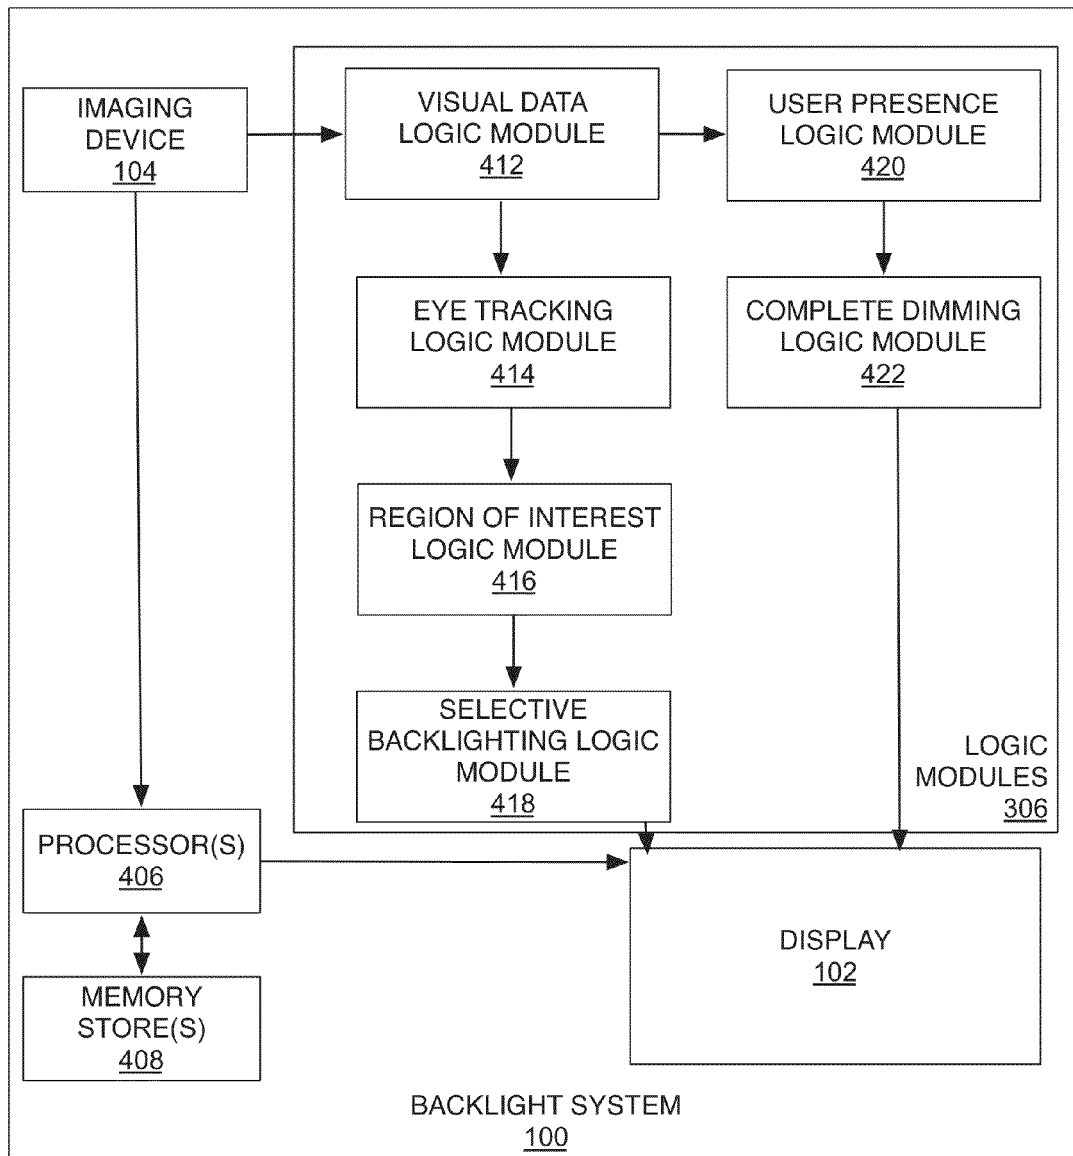 IMAGING
DEVICE
104
VISUAL DATA
LOGIC MODULE
412
USER PRESENCE
LOGIC MODULE
420
EYE TRACKING
LOGIC MODULE
414
COMPLETE DIMMING
LOGIC MODULE
422
REGION OF INTEREST
LOGIC MODULE
416
SELECTIVE
BACKLIGHTING LOGIC
MODULE
418
LOGIC
MODULES
306
PROCESSOR(S)
406
MEMORY
STORE(S)
408
DISPLAY
102
BACKLIGHT SYSTEM
100